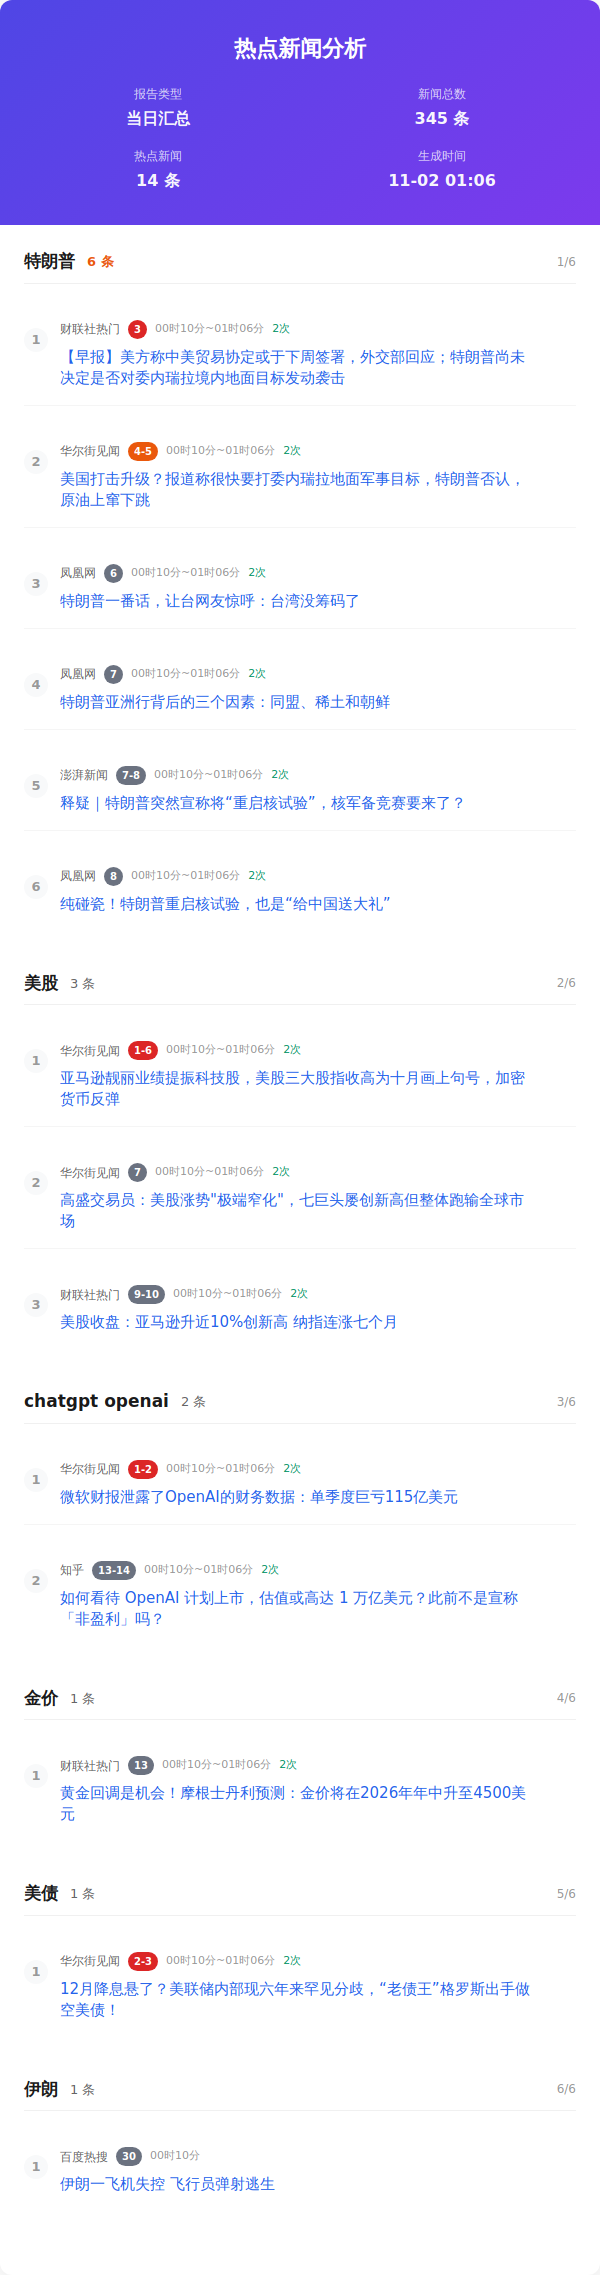 热点新闻分析
报告类型
新闻总数
当日汇总
345 条
热点新闻
生成时间
14 条
11-02 01:06
特朗普 6 条 1/6
1
财联社热门 3 00时10分~01时06分 2次
【早报】美方称中美贸易协定或于下周签署，外交部回应；特朗普尚未
决定是否对委内瑞拉境内地面目标发动袭击
2
华尔街见闻 4-5 00时10分~01时06分 2次
美国打击升级？报道称很快要打委内瑞拉地面军事目标，特朗普否认，
原油上窜下跳
3
凤凰网 6 00时10分~01时06分 2次
特朗普一番话，让台网友惊呼：台湾没筹码了
4
凤凰网 7 00时10分~01时06分 2次
特朗普亚洲行背后的三个因素：同盟、稀土和朝鲜
5
澎湃新闻 7-8 00时10分~01时06分 2次
释疑｜特朗普突然宣称将“重启核试验”，核军备竞赛要来了？
6
凤凰网 8 00时10分~01时06分 2次
纯碰瓷！特朗普重启核试验，也是“给中国送大礼”
美股 3 条 2/6
1
华尔街见闻 1-6 00时10分~01时06分 2次
亚马逊靓丽业绩提振科技股，美股三大股指收高为十月画上句号，加密
货币反弹
2
华尔街见闻 7 00时10分~01时06分 2次
高盛交易员：美股涨势"极端窄化"，七巨头屡创新高但整体跑输全球市
场
3
财联社热门 9-10 00时10分~01时06分 2次
美股收盘：亚马逊升近10%创新高 纳指连涨七个月
chatgpt openai 2 条 3/6
1
华尔街见闻 1-2 00时10分~01时06分 2次
微软财报泄露了OpenAI的财务数据：单季度巨亏115亿美元
2
知乎 13-14 00时10分~01时06分 2次
如何看待 OpenAI 计划上市，估值或高达 1 万亿美元？此前不是宣称
「非盈利」吗？
金价 1 条 4/6
1
财联社热门 13 00时10分~01时06分 2次
黄金回调是机会！摩根士丹利预测：金价将在2026年年中升至4500美
元
美债 1 条 5/6
1
华尔街见闻 2-3 00时10分~01时06分 2次
12月降息悬了？美联储内部现六年来罕见分歧，“老债王”格罗斯出手做
空美债！
伊朗 1 条 6/6
1
百度热搜 30 00时10分
伊朗一飞机失控 飞行员弹射逃生